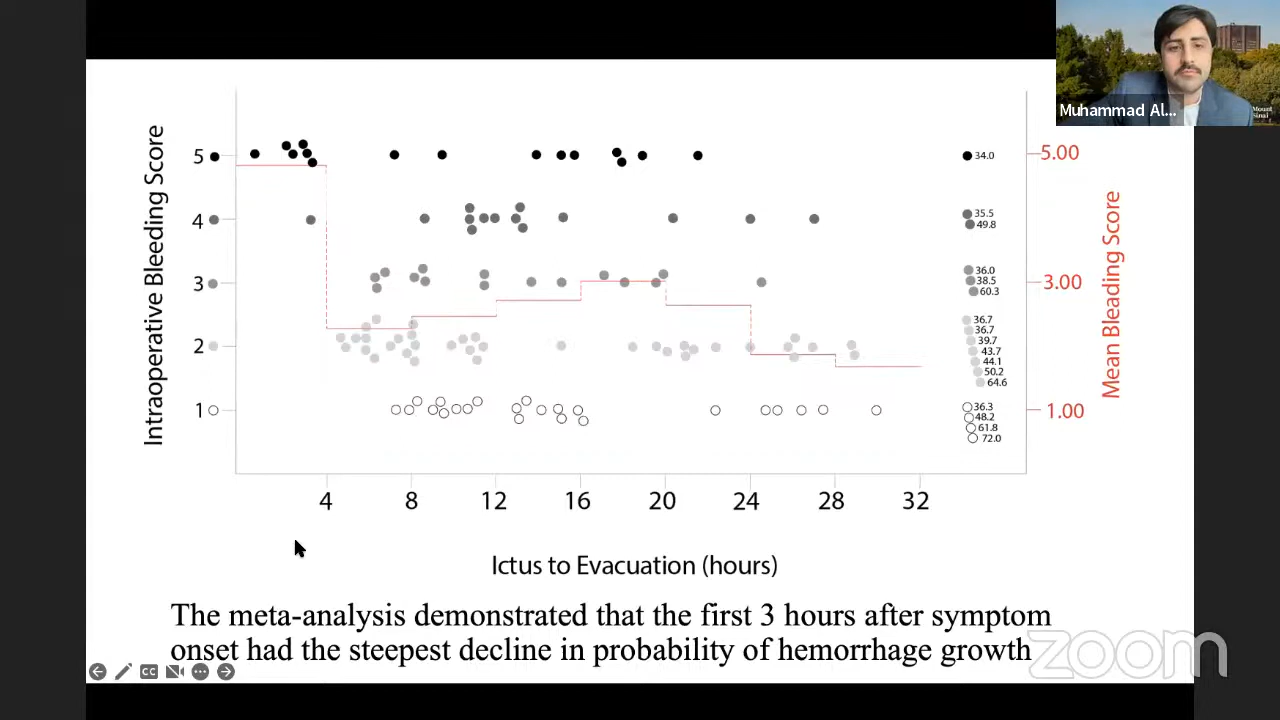 Muhammad Al...
Mount
Sinai
Intraoperative Bleeding Score
5
4
3
2
1
34.0
35.5
49.8
36.0
38.5
60.3
36.7
36.7
39.7
43.7
44.1
50.2
64.6
36.3
48.2
61.8
72.0
5.00
3.00
1.00
Mean Bleading Score
4 8 12 16 20 24 28 32
Ictus to Evacuation (hours)
The meta-analysis demonstrated that the first 3 hours after symptom
onset had the steepest decline in probability of hemorrhage growth
CC
zoom